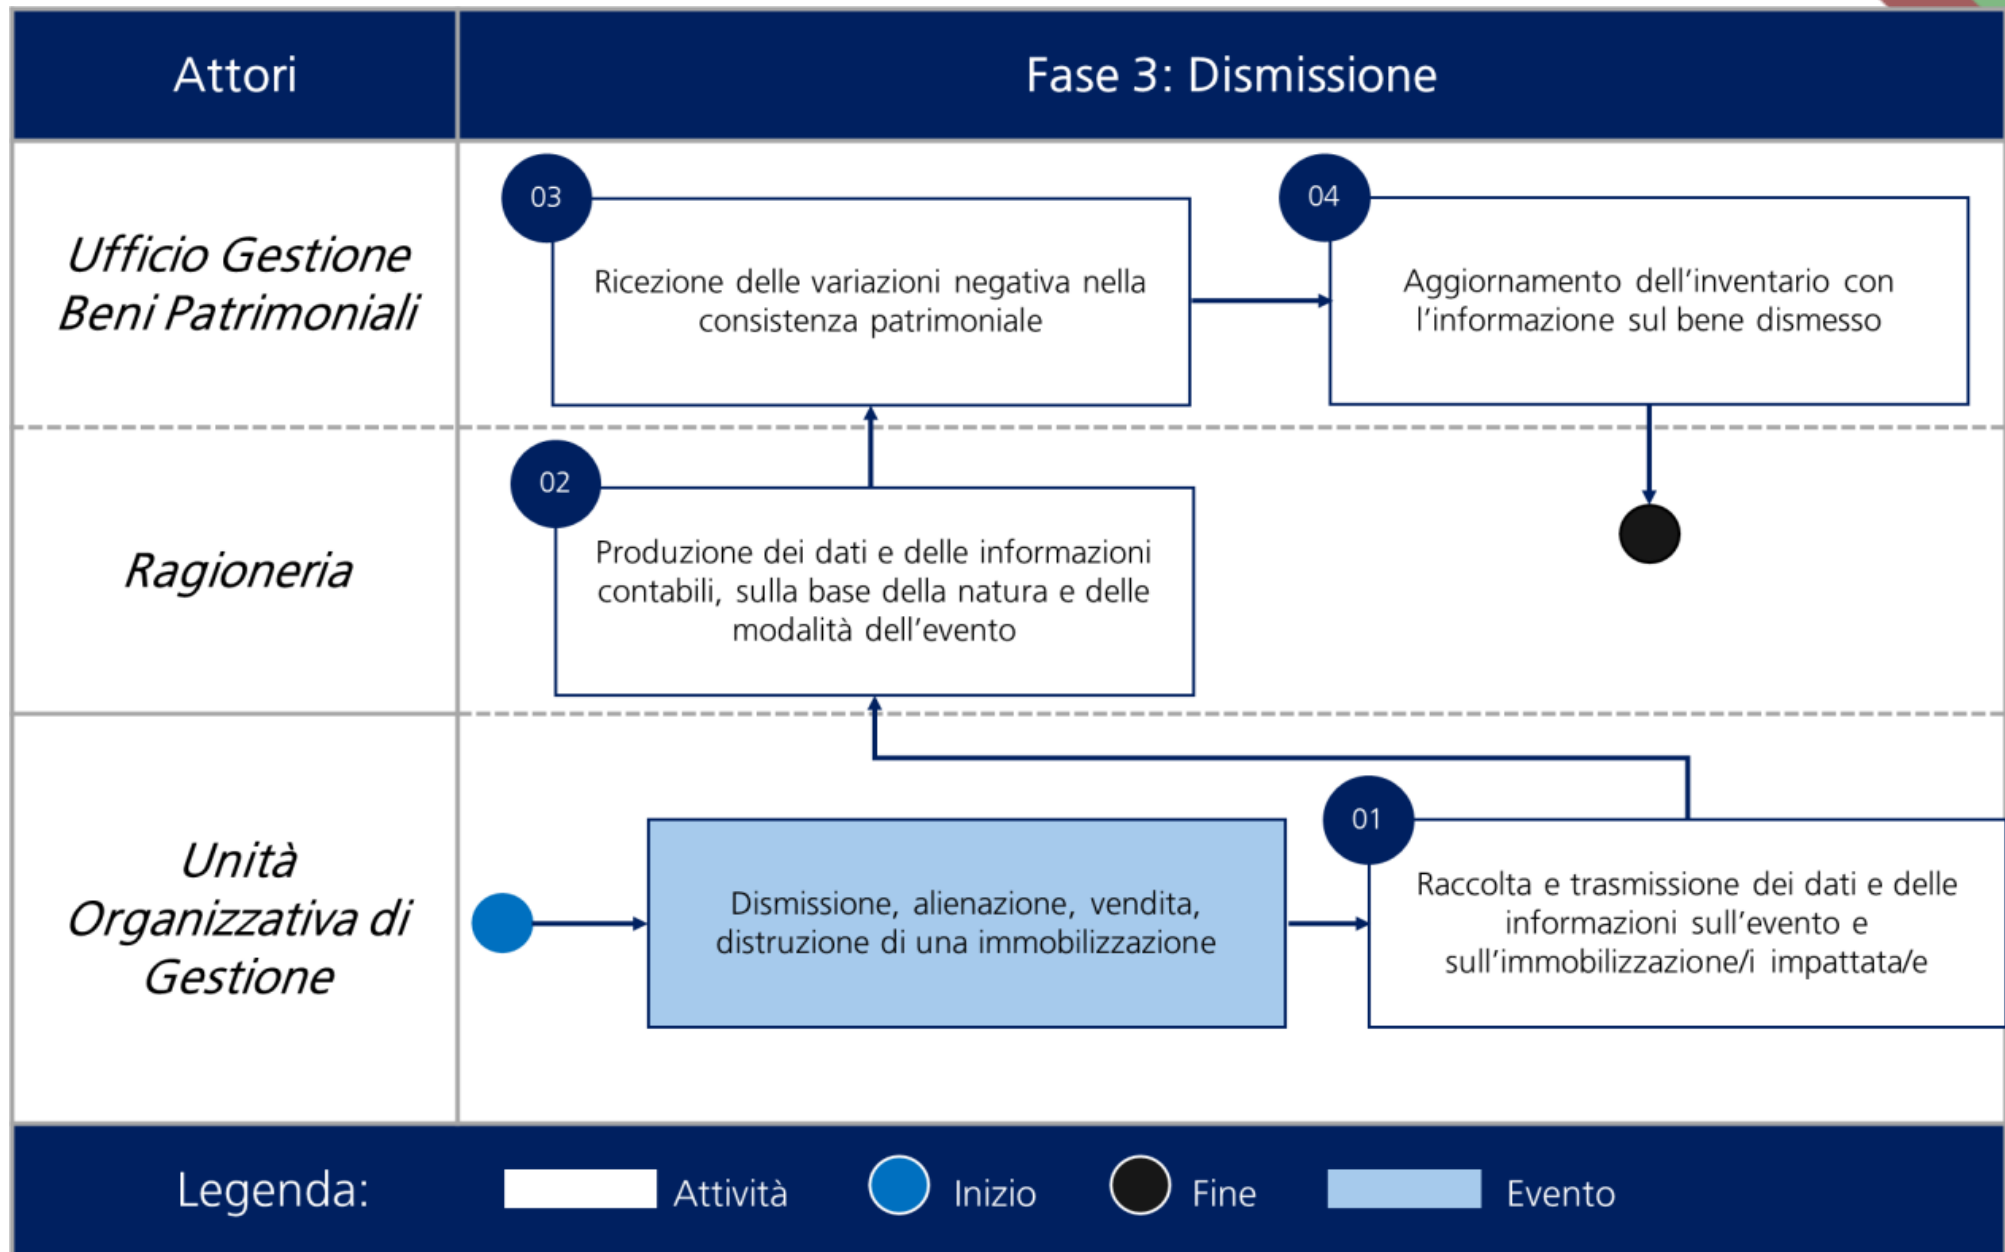 Attori
Fase 3: Dismissione
Ufficio Gestione
Beni Patrimoniali
03
Ricezione delle variazioni negativa nella
consistenza patrimoniale
04
Aggiornamento dell'inventario con
l'informazione sul bene dismesso
Ragioneria
02
Produzione dei dati e delle informazioni
contabili, sulla base della natura e delle
modalità dell'evento
Unità
Organizzativa di
Gestione
Dismissione, alienazione, vendita,
distruzione di una immobilizzazione
01
Raccolta e trasmissione dei dati e delle
informazioni sull'evento e
sull'immobilizzazione/i impattata/e
Legenda:
Attività
Inizio
Fine
Evento